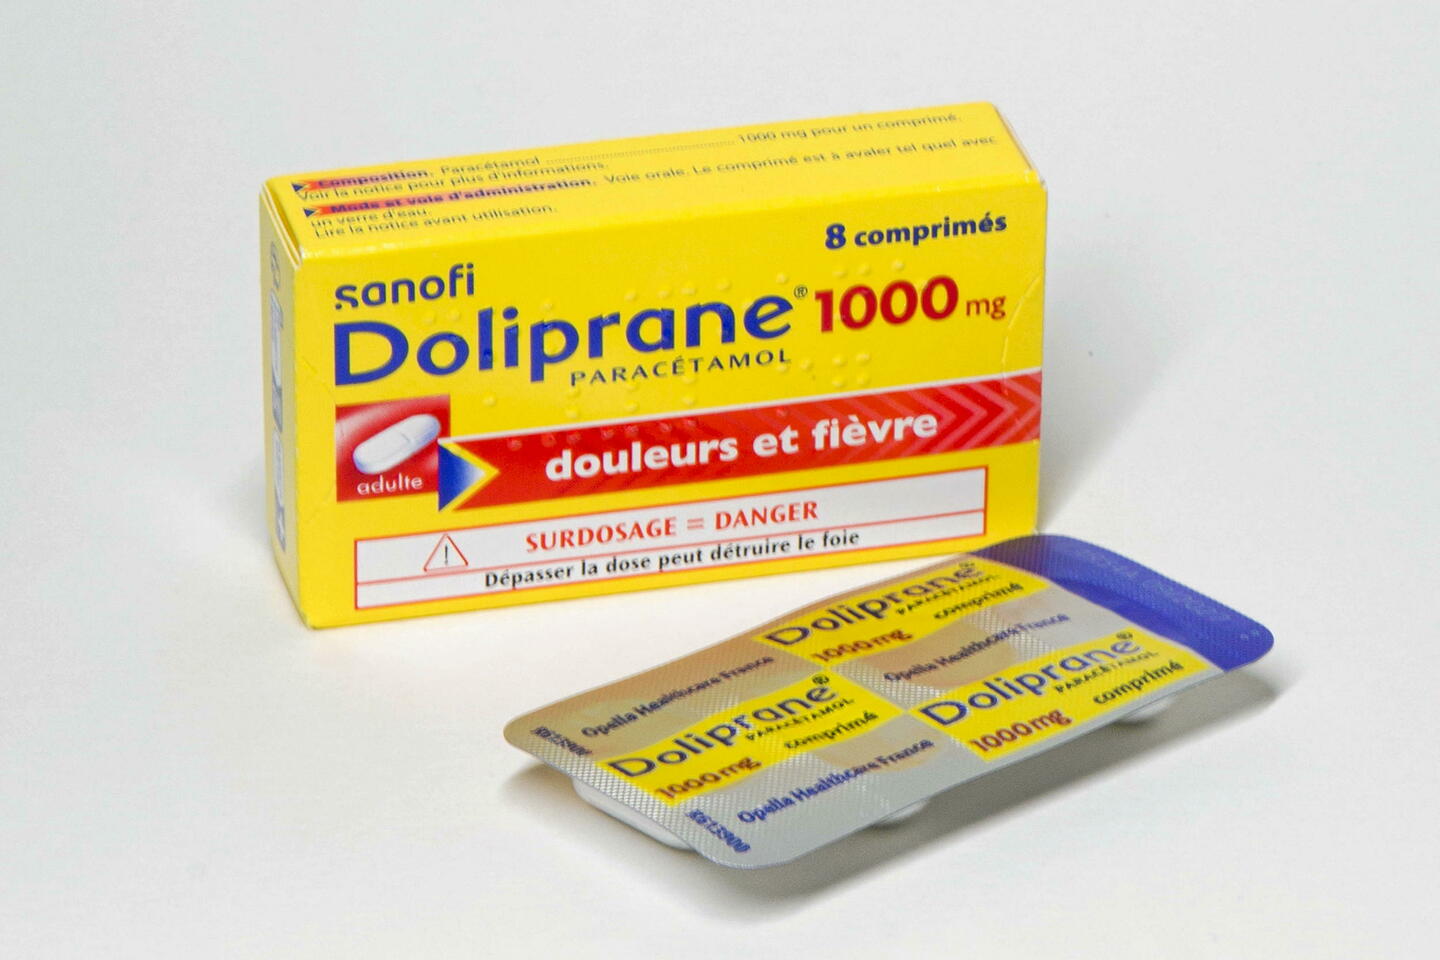 Composition. Paracétamol ........ 1000 mg pour un comprimé.
Voir la notice pour plus d'informations.
Mode et voie d'administration: Voie orale. Le comprimé est à avaler tel quel avec
un verre d'eau.
Lire la notice avant utilisation.
8 comprimés
sanofi
Doliprane® 1000 mg
PARACÉTAMOL
douleurs et fièvre
adulte
SURDOSAGE = DANGER
Dépasser la dose peut détruire le foie
Doliprane®
PARACÉTAMOL
1000 mg comprimé
Opella Healthcare France
Opella Healthcare France
Doliprane®
PARACÉTAMOL
1000 mg comprimé
Doliprane®
PARACÉTAMOL
1000 mg comprimé
Opella Healthcare France